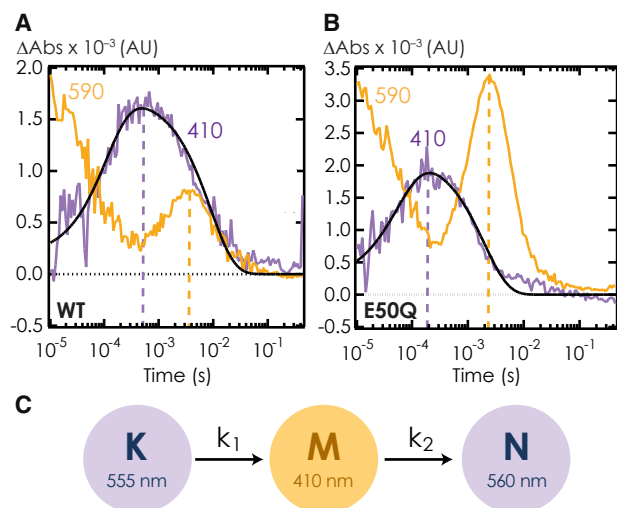 A
ΔAbs x 10⁻³ (AU)
2.0
1.5
1.0
0.5
0.0
-0.5
590
410
WT
10⁻⁵ 10⁻⁴ 10⁻³ 10⁻² 10⁻¹
Time (s)
B
ΔAbs x 10⁻³ (AU)
3.5
3.0
2.5
2.0
1.5
1.0
0.5
0.0
-0.5
590
410
E50Q
10⁻⁵ 10⁻⁴ 10⁻³ 10⁻² 10⁻¹
Time (s)
C
K k₁ M k₂ N
555 nm 410 nm 560 nm